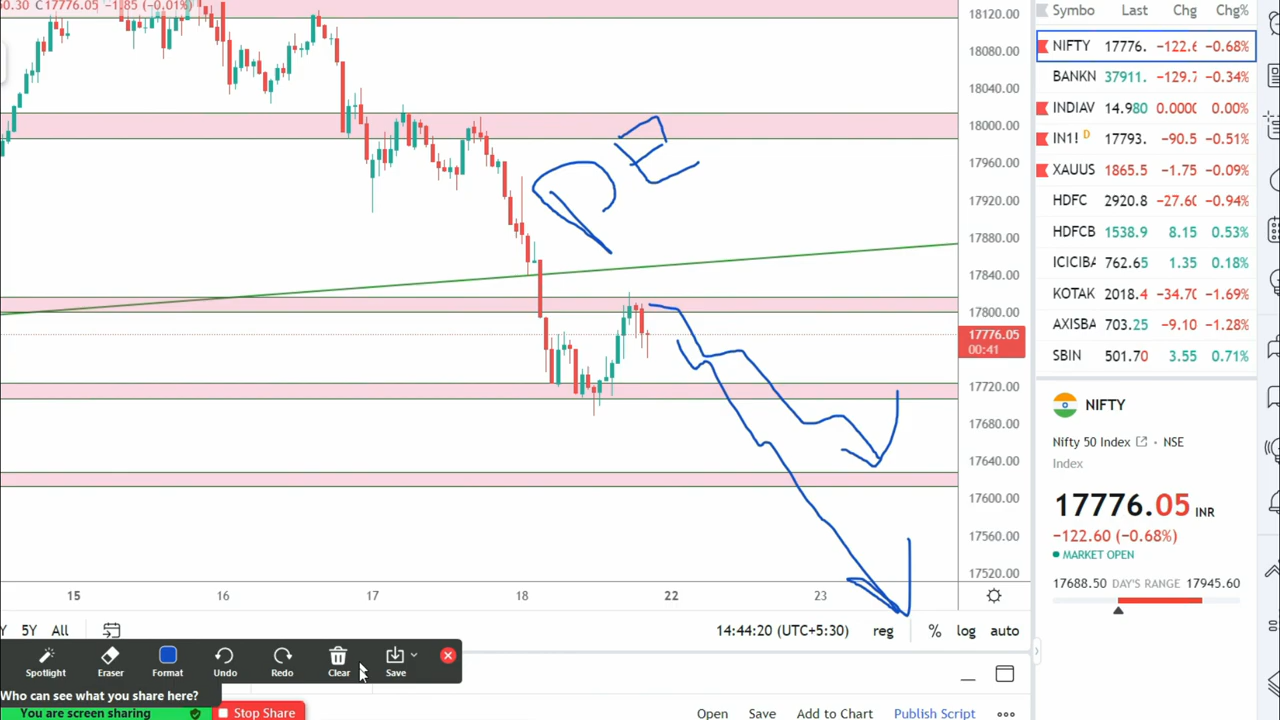 50.30 C17776.05 −1.85 (−0.01%)
18120.00
18080.00
18040.00
18000.00
17960.00
17920.00
17880.00
17840.00
17800.00
17776.05
00:41
17720.00
17680.00
17640.00
17600.00
17560.00
17520.00
PE
15 16 17 18 22 23
Y 5Y All
14:44:20 (UTC+5:30) reg % log auto
Symbo Last Chg Chg%
NIFTY 17776. −122.6 −0.68%
BANKN 37911. −129.7 −0.34%
INDIAV 14.980 0.0000 0.00%
IN1! D 17793. −90.5 −0.51%
XAUUS 1865.5 −1.75 −0.09%
HDFC 2920.8 −27.60 −0.94%
HDFCB 1538.9 8.15 0.53%
ICICIBA 762.65 1.35 0.18%
KOTAK 2018.4 −34.70 −1.69%
AXISBA 703.25 −9.10 −1.28%
SBIN 501.70 3.55 0.71%
NIFTY
Nifty 50 Index • NSE
Index
17776.05 INR
−122.60 (−0.68%)
MARKET OPEN
17688.50 DAY'S RANGE 17945.60
Spotlight Eraser Format Undo Redo Clear Save
Who can see what you share here?
You are screen sharing Stop Share
Open Save Add to Chart Publish Script